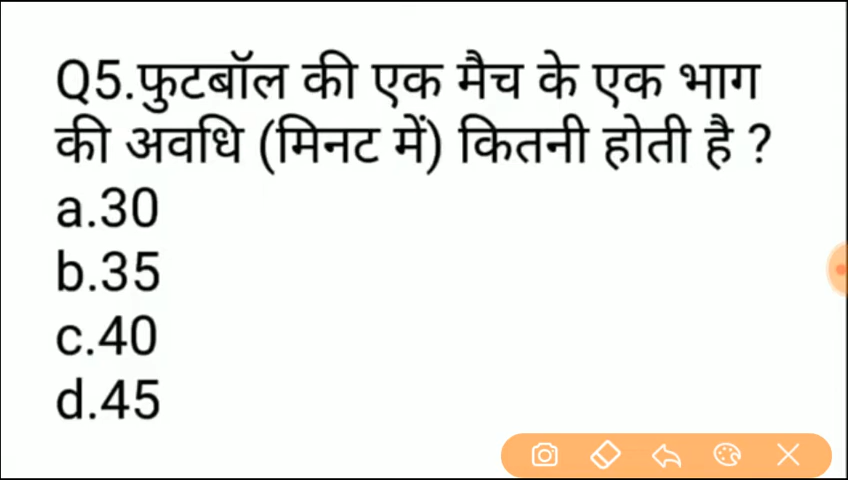 Q5.फुटबॉल की एक मैच के एक भाग
की अवधि (मिनट में) कितनी होती है ?
a.30
b.35
c.40
d.45